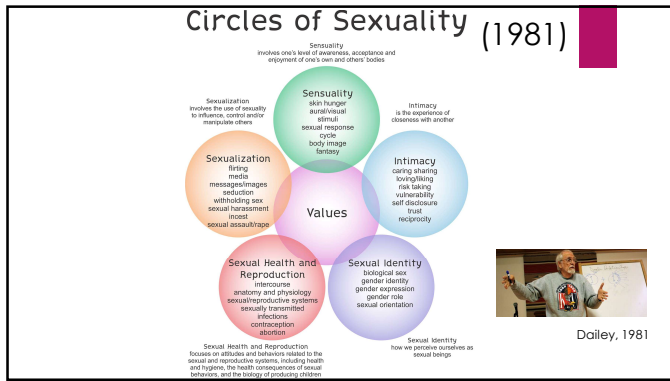 Circles of Sexuality (1981)
Sensuality
involves one's level of awareness, acceptance and
enjoyment of one's own and others' bodies
Sensuality
skin hunger
aural/visual
stimuli
sexual response
cycle
body image
fantasy
Sexualization
involves the use of sexuality
to influence, control and/or
manipulate others
Intimacy
is the experience of
closeness with another
Sexualization
flirting
media
messages/images
seduction
withholding sex
sexual harassment
incest
sexual assault/rape
Intimacy
caring sharing
loving/liking
risk taking
vulnerability
self disclosure
trust
reciprocity
Values
Sexual Health and
Reproduction
intercourse
anatomy and physiology
sexual/reproductive systems
sexually transmitted
infections
contraception
abortion
Sexual Identity
biological sex
gender identity
gender expression
gender role
sexual orientation
Dailey, 1981
Sexual Health and Reproduction
focuses on attitudes and behaviors related to the
sexual and reproductive systems, including health
and hygiene, the health consequences of sexual
behaviors, and the biology of producing children
Sexual Identity
how we perceive ourselves as
sexual beings